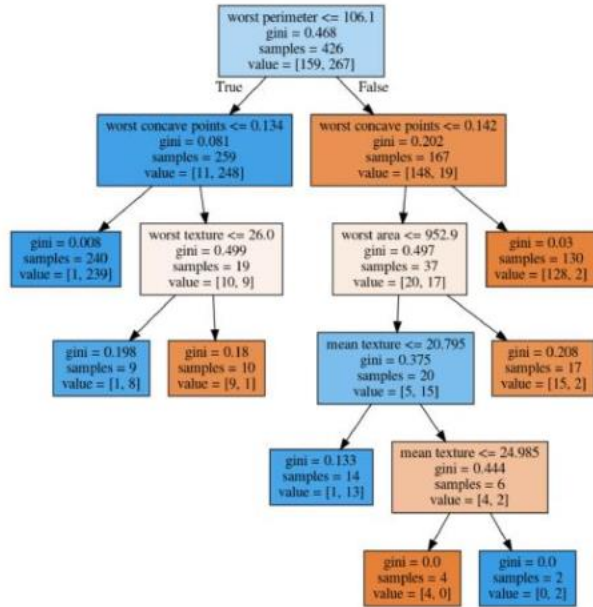 worst perimeter <= 106.1
gini = 0.468
samples = 426
value = [159, 267]
True
False
worst concave points <= 0.134
gini = 0.081
samples = 259
value = [11, 248]
worst concave points <= 0.142
gini = 0.202
samples = 167
value = [148, 19]
gini = 0.008
samples = 240
value = [1, 239]
worst texture <= 26.0
gini = 0.499
samples = 19
value = [10, 9]
worst area <= 952.9
gini = 0.497
samples = 37
value = [20, 17]
gini = 0.03
samples = 130
value = [128, 2]
gini = 0.198
samples = 9
value = [1, 8]
gini = 0.18
samples = 10
value = [9, 1]
mean texture <= 20.795
gini = 0.375
samples = 20
value = [5, 15]
gini = 0.208
samples = 17
value = [15, 2]
gini = 0.133
samples = 14
value = [1, 13]
mean texture <= 24.985
gini = 0.444
samples = 6
value = [4, 2]
gini = 0.0
samples = 4
value = [4, 0]
gini = 0.0
samples = 2
value = [0, 2]